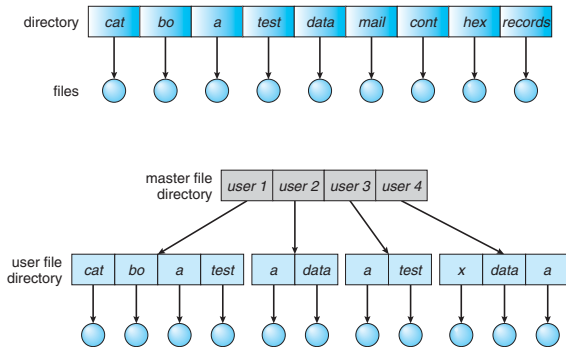 directory cat bo a test data mail cont hex records
files
master file
directory
user 1 user 2 user 3 user 4
user file
directory
cat bo a test a data a test x data a